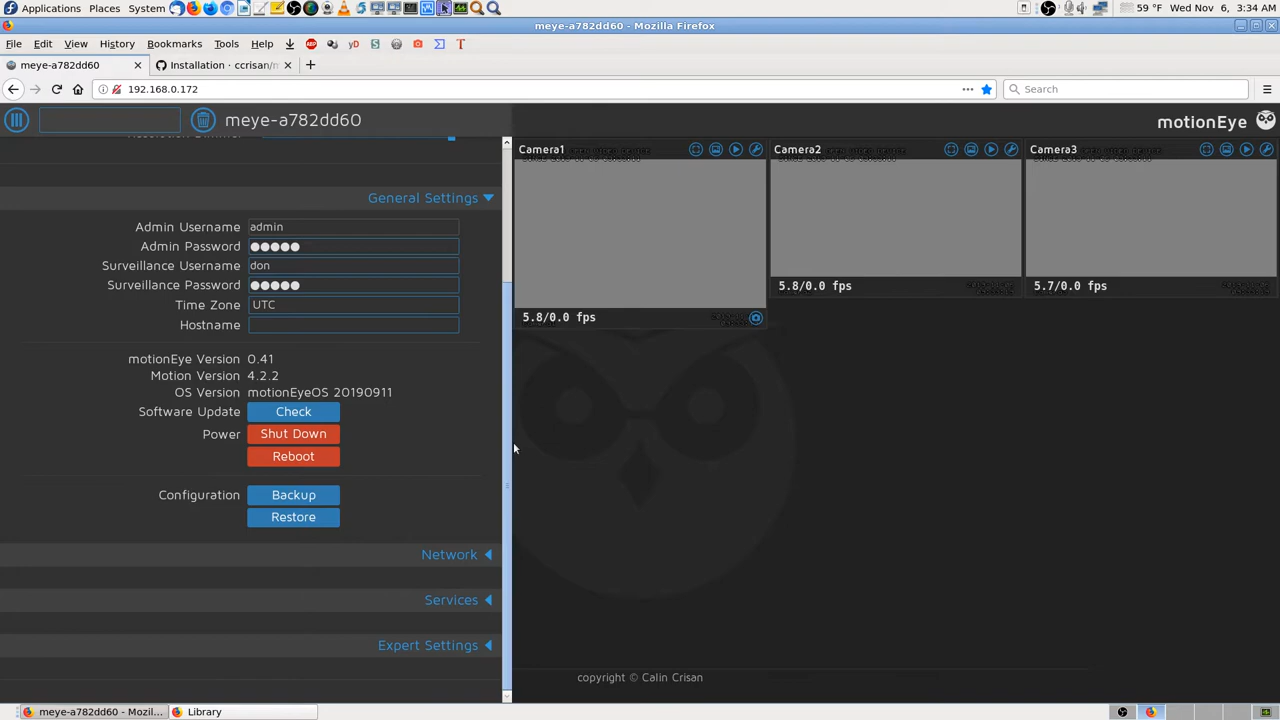 Applications Places System 59 °F Wed Nov 6, 3:34 AM
meye-a782dd60 - Mozilla Firefox
File Edit View History Bookmarks Tools Help
meye-a782dd60 Installation · ccrisan/m
192.168.0.172 Search
meye-a782dd60 motionEye
Camera1 Camera2 Camera3
General Settings
Admin Username admin
Admin Password ●●●●●
Surveillance Username don
Surveillance Password ●●●●●
Time Zone UTC
Hostname
5.8/0.0 fps 5.8/0.0 fps 5.7/0.0 fps
motionEye Version 0.41
Motion Version 4.2.2
OS Version motionEyeOS 20190911
Software Update Check
Power Shut Down
Reboot
Configuration Backup
Restore
Network
Services
Expert Settings
copyright © Calin Crisan
meye-a782dd60 - Mozil... Library